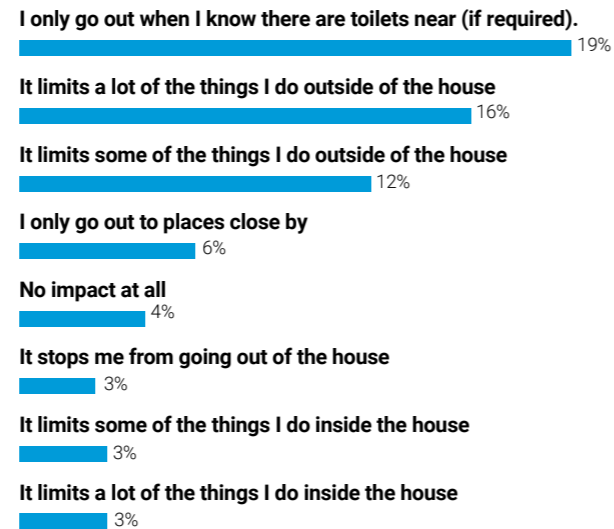 I only go out when I know there are toilets near (if required).
19%
It limits a lot of the things I do outside of the house
16%
It limits some of the things I do outside of the house
12%
I only go out to places close by
6%
No impact at all
4%
It stops me from going out of the house
3%
It limits some of the things I do inside the house
3%
It limits a lot of the things I do inside the house
3%